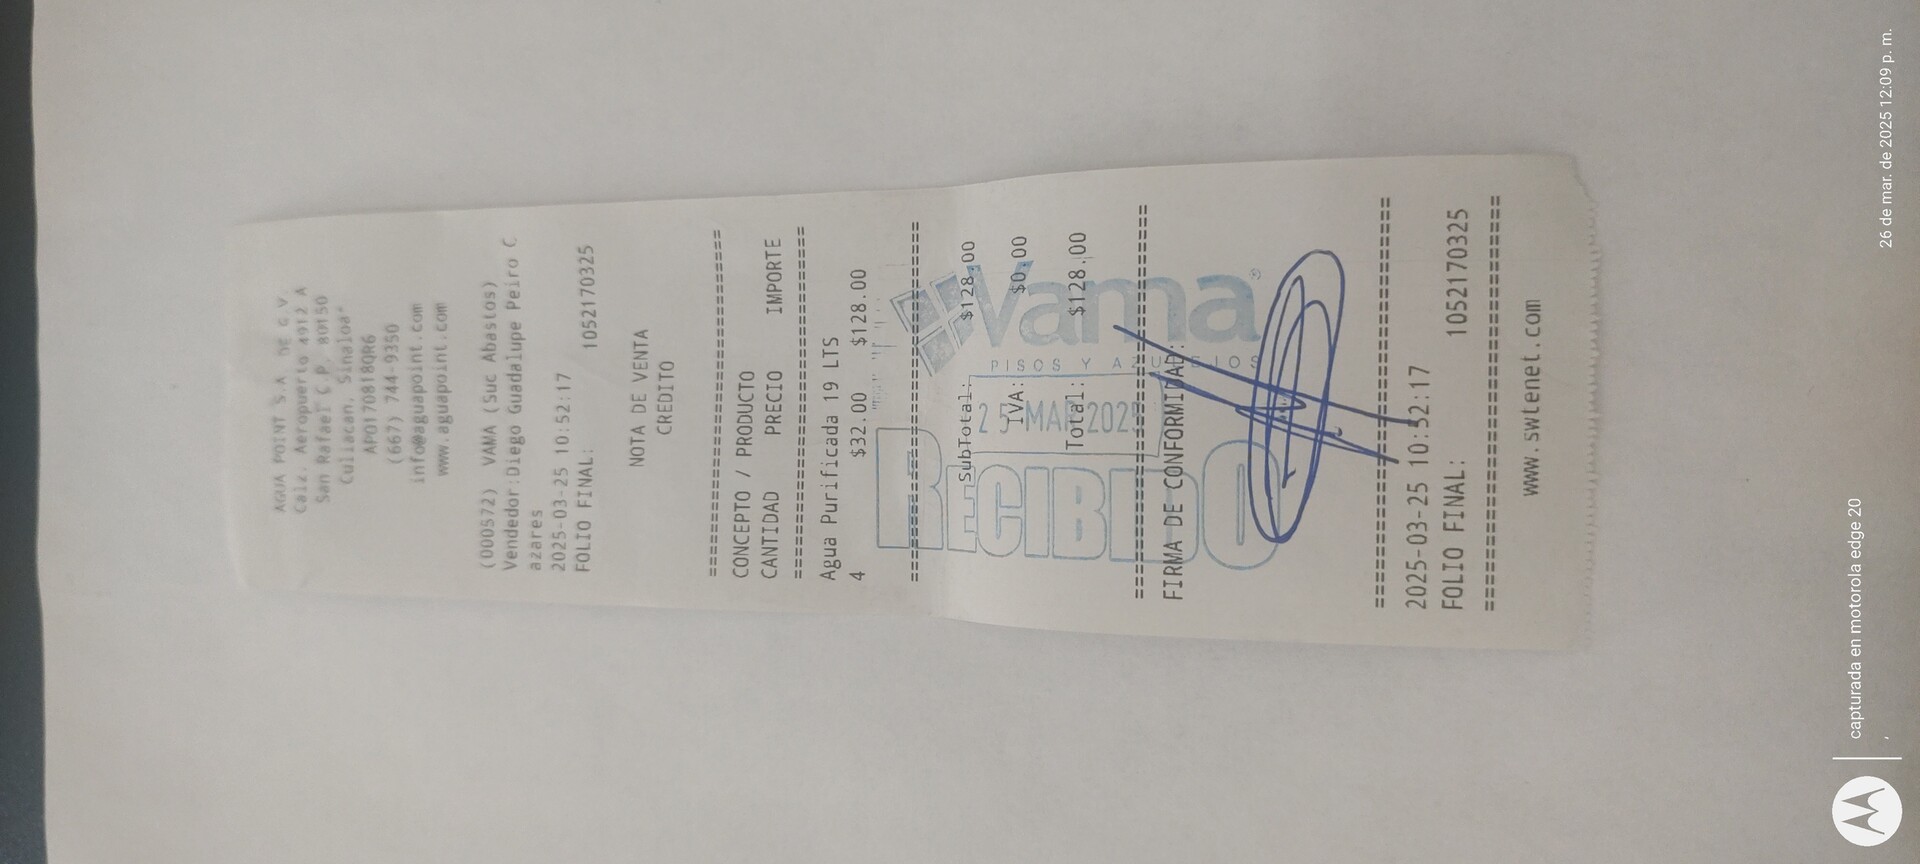 AGUA POINT S.A. DE C.V.
Calz. Aeropuerto 4912 A
San Rafael C.P. 80150
Culiacan, Sinaloa"
APO170818QR6
(667) 744-9350
info@aguapoint.com
www.aguapoint.com
(000572) VAMA (Suc Abastos)
Vendedor:Diego Guadalupe Peiro C
azares
2025-03-25 10:52:17
FOLIO FINAL: 1052170325
NOTA DE VENTA
CREDITO
================================
CONCEPTO / PRODUCTO
CANTIDAD PRECIO IMPORTE
================================
Agua Purificada 19 LTS
4 $32.00 $128.00
================================
SubTotal: $128.00
IVA: $0.00
Total: $128.00
Vama®
PISOS Y AZULEJOS
25 MAR 2025
RECIBIDO
================================
FIRMA DE CONFORMIDAD:
================================
2025-03-25 10:52:17
FOLIO FINAL: 1052170325
================================
www.swtenet.com
capturada en motorola edge 20
,
26 de mar. de 2025 12:09 p. m.